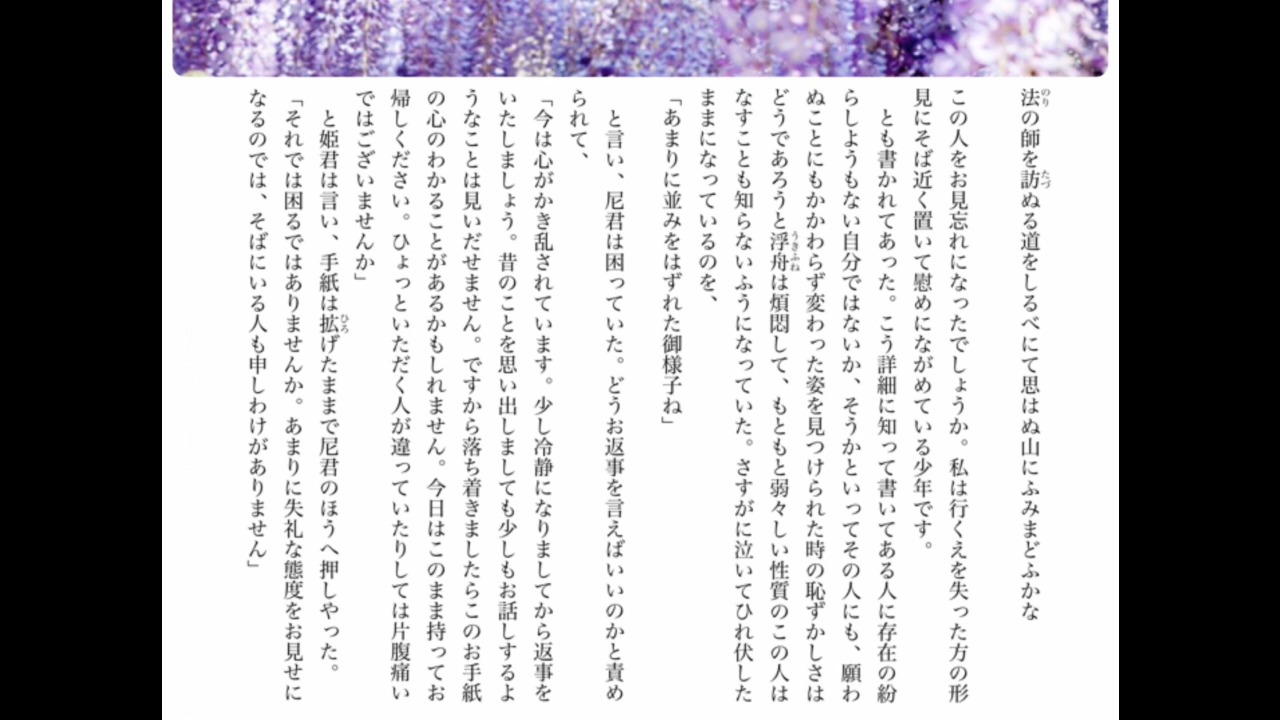 法の師を訪ぬる道をしるべにて思はぬ山にふみまどふかな
この人をお見忘れになったでしょうか。私は行くえを失った方の形
見にそば近く置いて慰めにながめている少年です。
とも書かれてあった。こう詳細に知って書いてある人に存在の紛
らしようもない自分ではないか、そうかといってその人にも、願わ
ぬことにもかかわらず変わった姿を見つけられた時の恥ずかしさは
どうであろうと浮舟は煩悶して、もともと弱々しい性質のこの人は
なすことも知らないふうになっていた。さすがに泣いてひれ伏した
ままになっているのを、
「あまりに並みをはずれた御様子ね」
と言い、尼君は困っていた。どうお返事を言えばいいのかと責め
られて、
「今は心がかき乱されています。少し冷静になりましてから返事を
いたしましょう。昔のことを思い出しましても少しもお話しするよ
うなことは見いだせません。ですから落ち着きましたらこのお手紙
の心のわかることがあるかもしれません。今日はこのまま持ってお
帰しください。ひょっといただく人が違っていたりしては片腹痛い
ではございませんか」
と姫君は言い、手紙は拡げたままで尼君のほうへ押しやった。
「それでは困るではありませんか。あまりに失礼な態度をお見せに
なるのでは、そばにいる人も申しわけがありません」